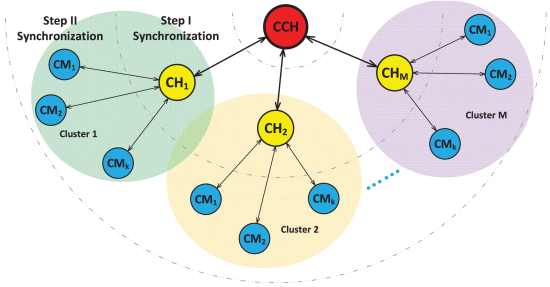 Step II
Synchronization
Step I
Synchronization
CCH
CH1
CM1
CM2
CMk
Cluster 1
CH2
CM1
CM2
CMk
Cluster 2
CHM
CM1
CM2
CMk
Cluster M